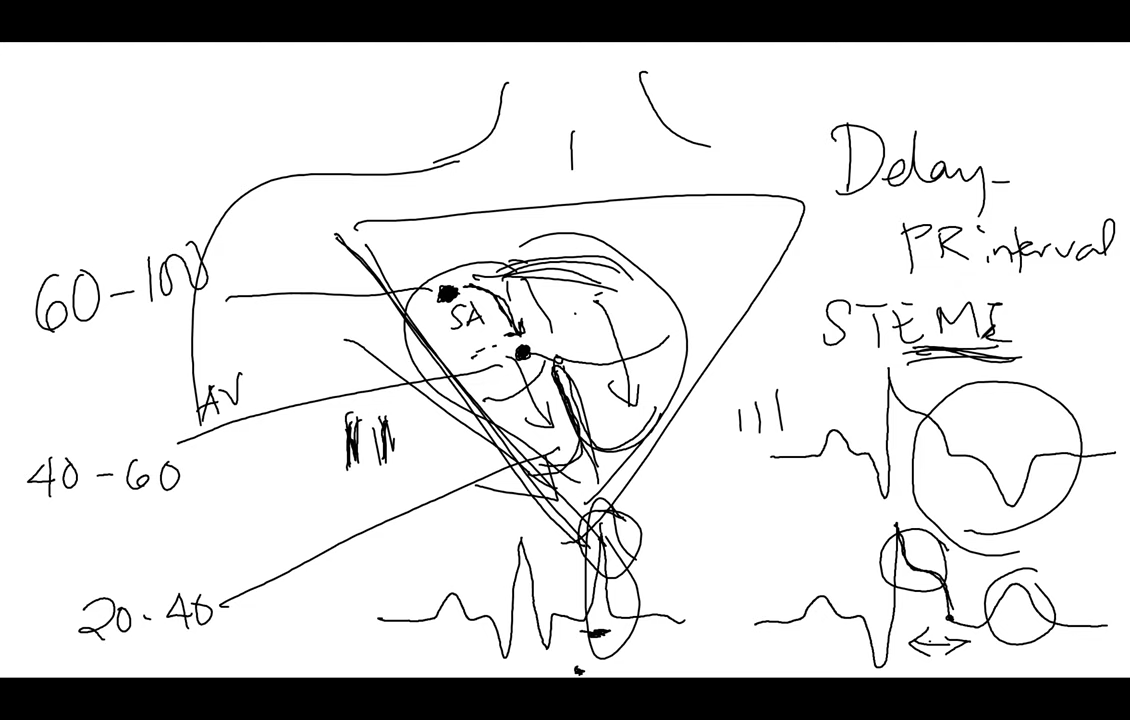 I
Delay-
PR interval
60-100
SA
STEMI
AV
III
40-60
20-40